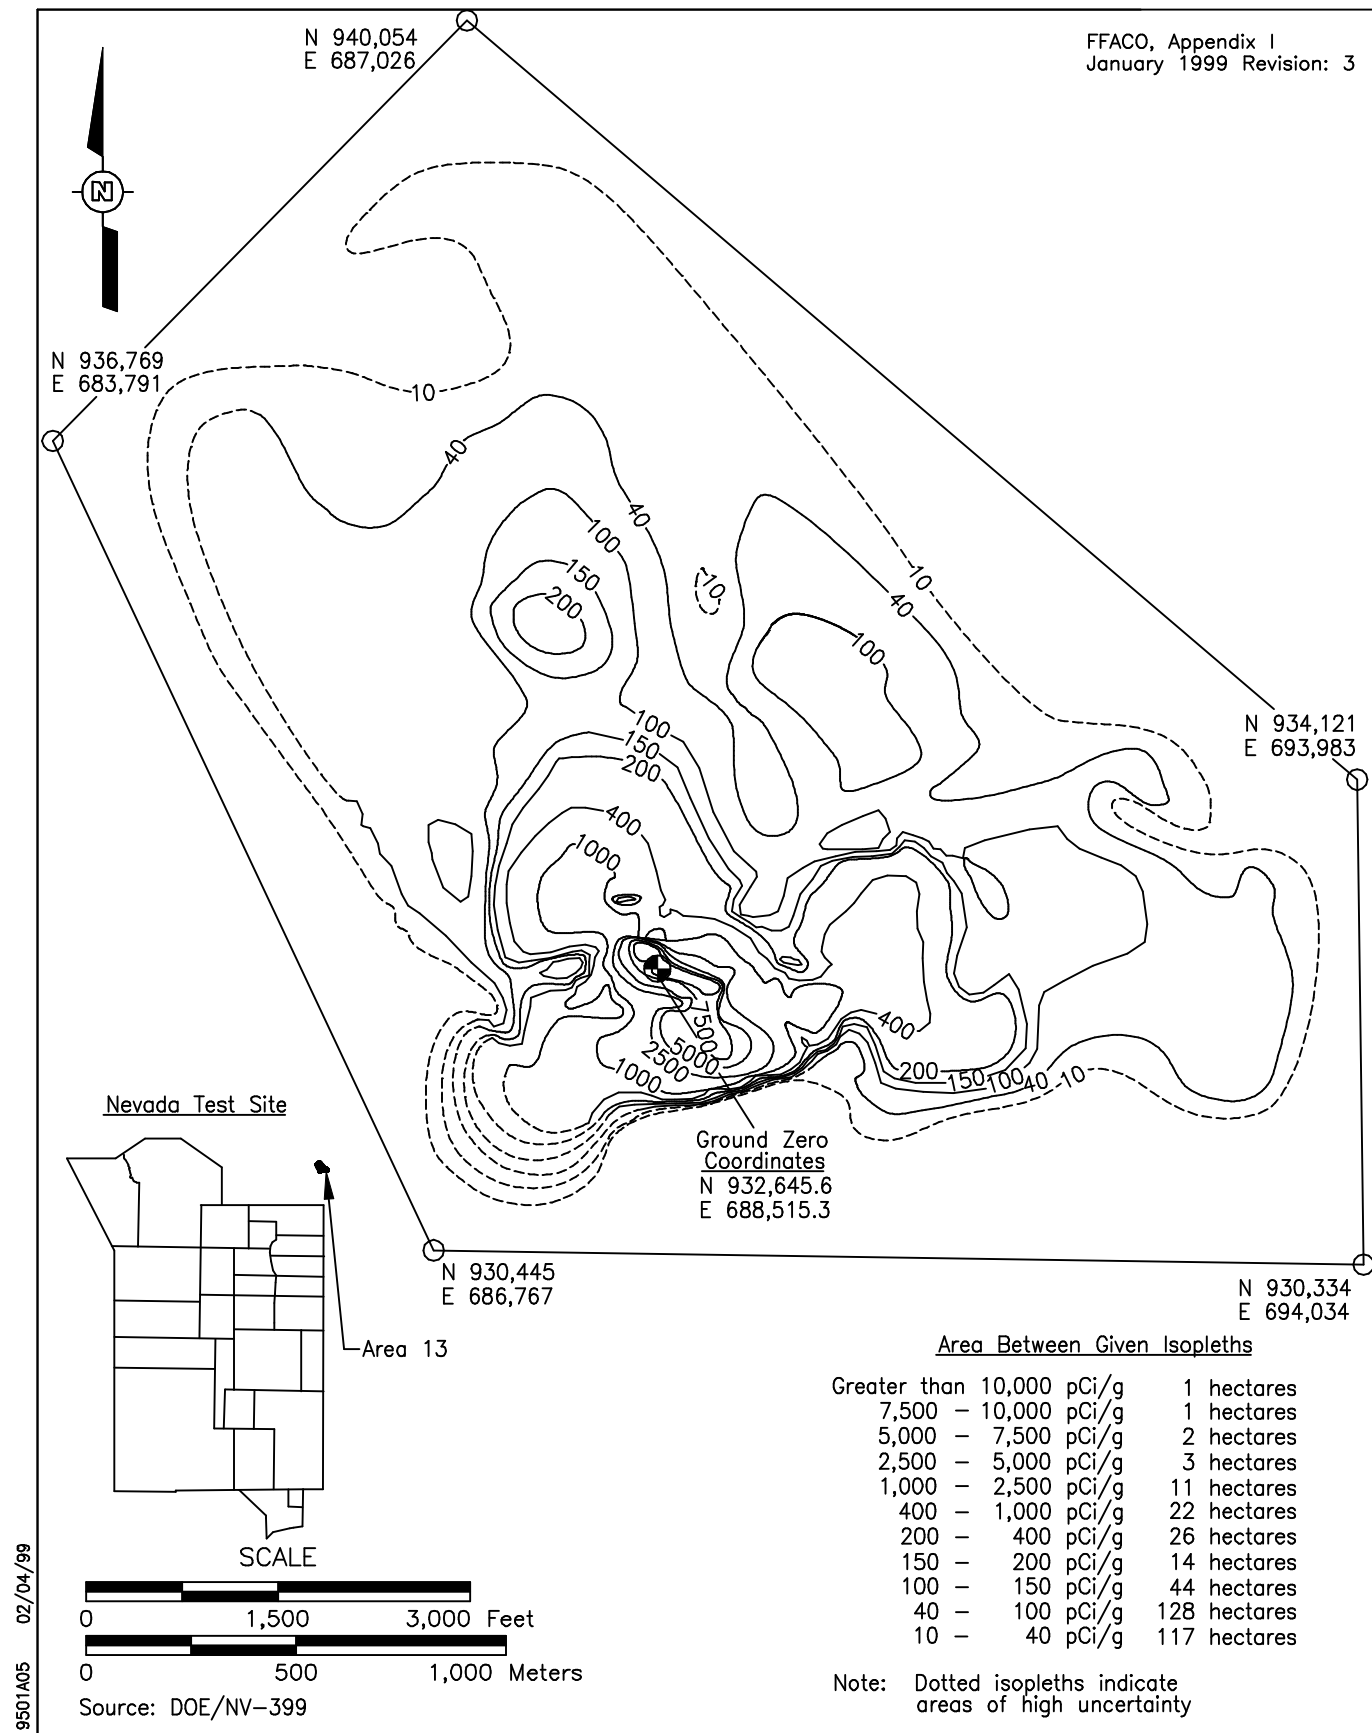 FFACO, Appendix I
January 1999 Revision: 3
N 940,054
E 687,026
N
N 936,769
E 683,791
10
40
40
100
150
200
10
10
40
100
N 934,121
E 693,983
100
150
200
400
1000
7500
5000
2500
1000
400
200
150
100
40
10
Ground Zero
Coordinates
N 932,645.6
E 688,515.3
N 930,445
E 686,767
N 930,334
E 694,034
Nevada Test Site
Area 13
SCALE
0 1,500 3,000 Feet
0 500 1,000 Meters
Source: DOE/NV-399
Area Between Given Isopleths
Greater than 10,000 pCi/g 1 hectares
7,500 - 10,000 pCi/g 1 hectares
5,000 - 7,500 pCi/g 2 hectares
2,500 - 5,000 pCi/g 3 hectares
1,000 - 2,500 pCi/g 11 hectares
400 - 1,000 pCi/g 22 hectares
200 - 400 pCi/g 26 hectares
150 - 200 pCi/g 14 hectares
100 - 150 pCi/g 44 hectares
40 - 100 pCi/g 128 hectares
10 - 40 pCi/g 117 hectares
Note: Dotted isopleths indicate
areas of high uncertainty
9501A05 02/04/99